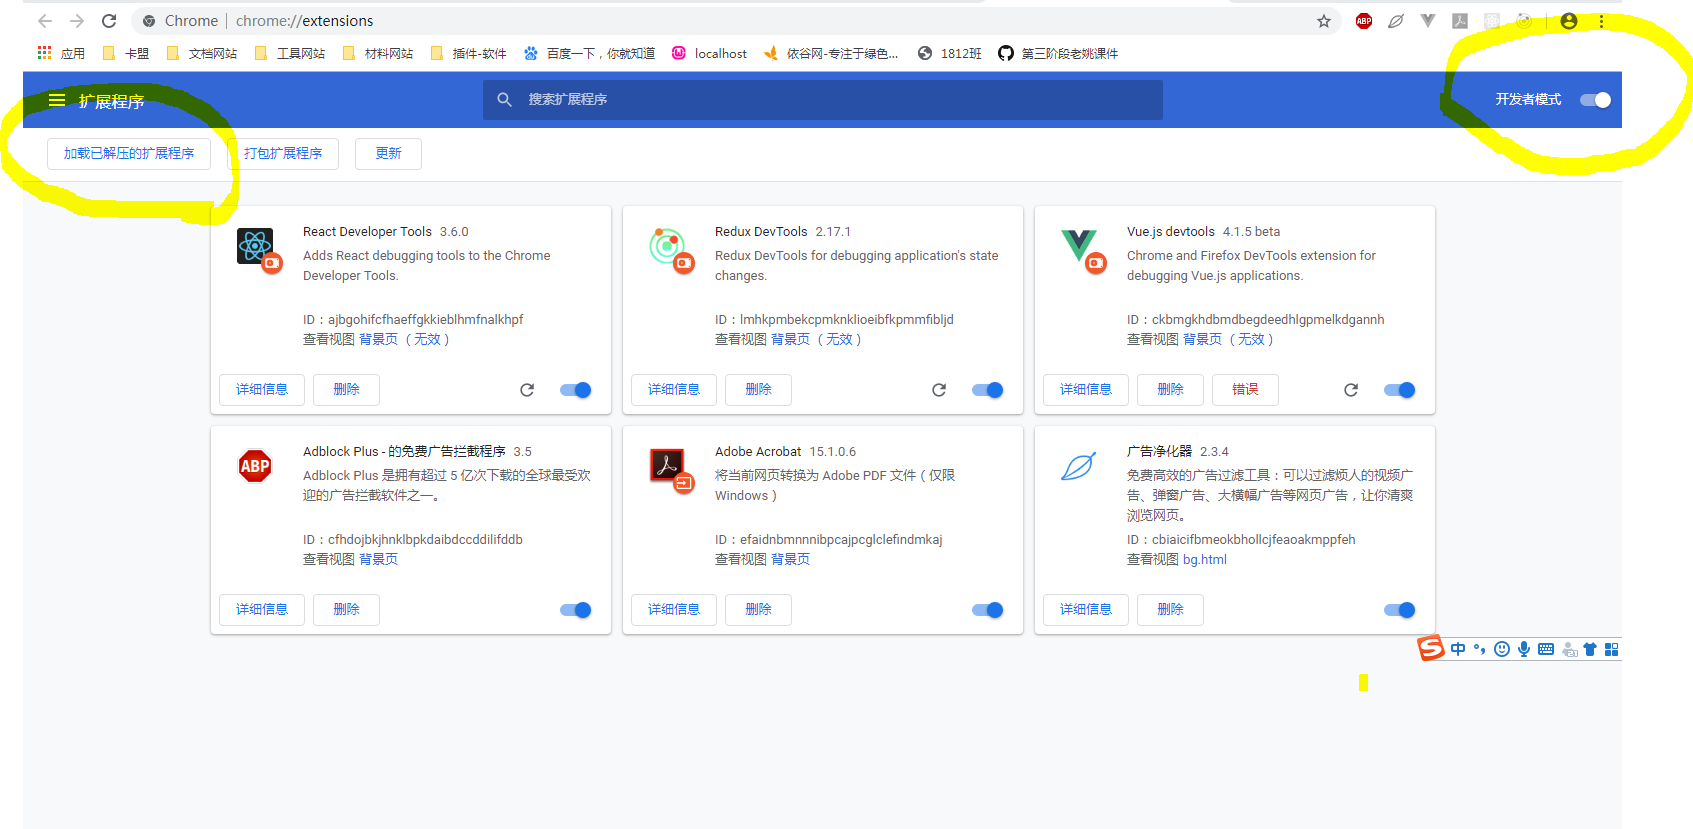 Chrome | chrome://extensions
ABP
应用 卡盟 文档网站 工具网站 材料网站 插件-软件 百度一下，你就知道 localhost 依谷网-专注于绿色... 1812班 第三阶段老姚课件
扩展程序 搜索扩展程序 开发者模式
加载已解压的扩展程序 打包扩展程序 更新
React Developer Tools 3.6.0
Adds React debugging tools to the Chrome
Developer Tools.
ID：ajbgohifcfhaeffgkkieblhmfnalkhpf
查看视图 背景页（无效）
详细信息 删除
Redux DevTools 2.17.1
Redux DevTools for debugging application's state
changes.
ID：lmhkpmbekcpmknklioeibfkpmmfibljd
查看视图 背景页（无效）
详细信息 删除
Vue.js devtools 4.1.5 beta
Chrome and Firefox DevTools extension for
debugging Vue.js applications.
ID：ckbmgkhdbmdbegdeedhlgpmelkdgannh
查看视图 背景页（无效）
详细信息 删除 错误
ABP
Adblock Plus - 的免费广告拦截程序 3.5
Adblock Plus 是拥有超过 5 亿次下载的全球最受欢
迎的广告拦截软件之一。
ID：cfhdojbkjhnklbpkdaibdccddilifddb
查看视图 背景页
详细信息 删除
Adobe Acrobat 15.1.0.6
将当前网页转换为 Adobe PDF 文件（仅限
Windows）
ID：efaidnbmnnnibpcajpcglclefindmkaj
查看视图 背景页
详细信息 删除
广告净化器 2.3.4
免费高效的广告过滤工具：可以过滤烦人的视频广
告、弹窗广告、大横幅广告等网页广告，让你清爽
浏览网页。
ID：cbiaicifbmeokbhollcjfeaoakmppfeh
查看视图 bg.html
详细信息 删除
S 中